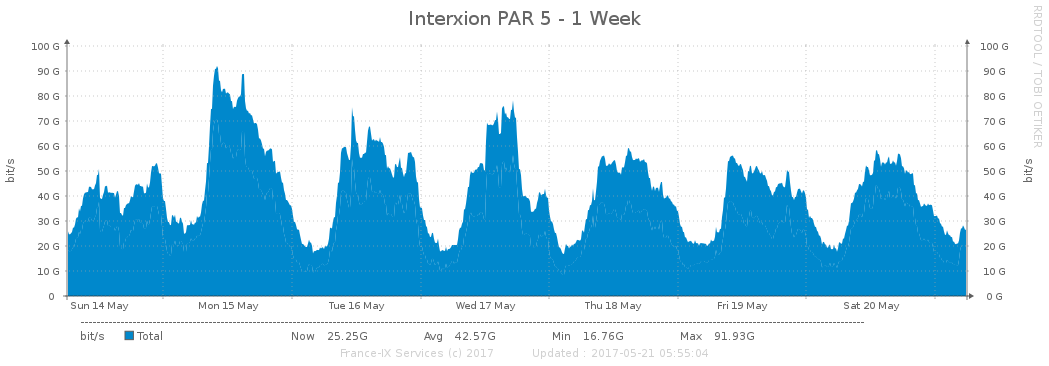 Interxion PAR 5 - 1 Week
RRDTOOL / TOBI OETIKER
bit/s
bit/s
100 G 100 G
90 G 90 G
80 G 80 G
70 G 70 G
60 G 60 G
50 G 50 G
40 G 40 G
30 G 30 G
20 G 20 G
10 G 10 G
0 0 G
Sun 14 May Mon 15 May Tue 16 May Wed 17 May Thu 18 May Fri 19 May Sat 20 May
bit/s Total Now 25.25G Avg 42.57G Min 16.76G Max 91.93G
France-IX Services (c) 2017 Updated : 2017-05-21 05:55:04